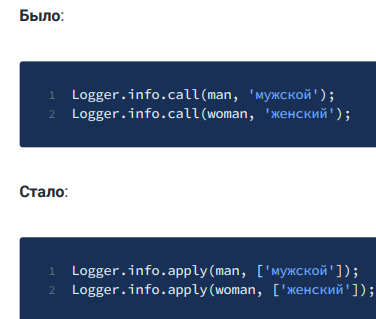 Было:
1 Logger.info.call(man, 'мужской');
2 Logger.info.call(woman, 'женский');
Стало:
1 Logger.info.apply(man, ['мужской']);
2 Logger.info.apply(woman, ['женский']);